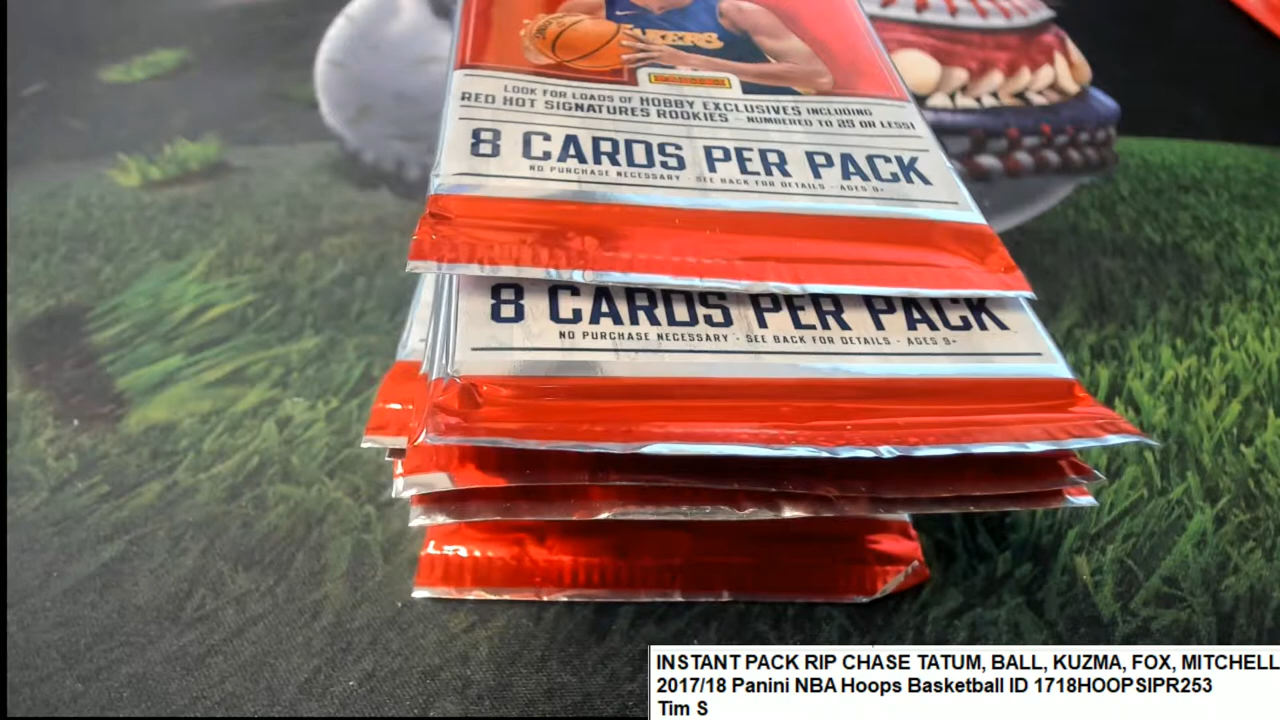 LAKERS
PANINI
LOOK FOR LOADS OF HOBBY EXCLUSIVES INCLUDING
RED HOT SIGNATURES ROOKIES – NUMBERED TO 25 OR LESS!
8 CARDS PER PACK
NO PURCHASE NECESSARY · SEE BACK FOR DETAILS · AGES 9+
8 CARDS PER PACK
NO PURCHASE NECESSARY · SEE BACK FOR DETAILS · AGES 9+
INSTANT PACK RIP CHASE TATUM, BALL, KUZMA, FOX, MITCHELL
2017/18 Panini NBA Hoops Basketball ID 1718HOOPSIPR253
Tim S